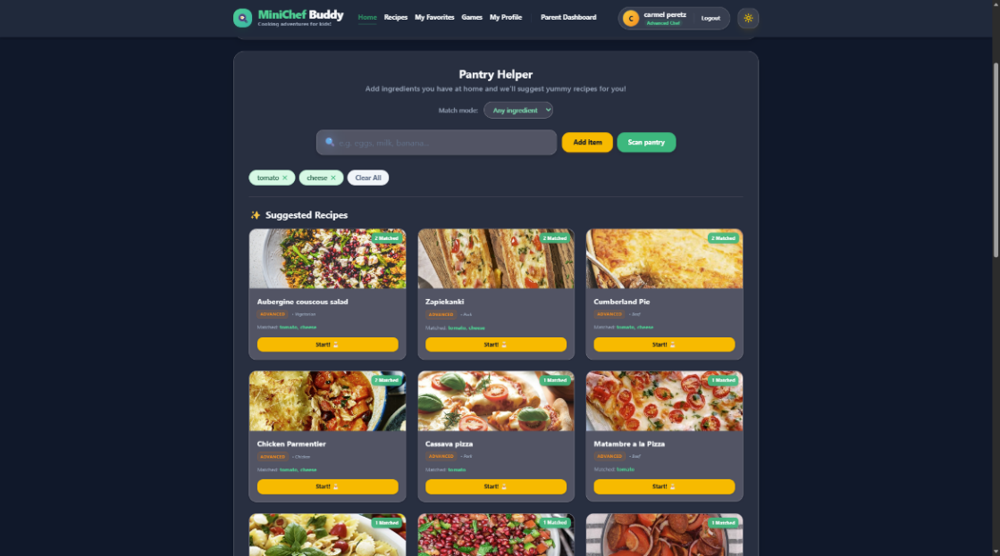 MiniChef Buddy
Cooking adventures for kids!
Home Recipes My Favorites Games My Profile Parent Dashboard
C
carmel peretz
Advanced Chef
Logout
Pantry Helper
Add ingredients you have at home and we'll suggest yummy recipes for you!
Match mode: Any ingredient
e.g. eggs, milk, banana...
Add item
Scan pantry
tomato ×
cheese ×
Clear All
Suggested Recipes
2 Matched
2 Matched
2 Matched
Aubergine couscous salad
Zapiekanki
Cumberland Pie
ADVANCED • Vegetarian
ADVANCED • Pork
ADVANCED • Beef
Matched: tomato, cheese
Matched: tomato, cheese
Matched: tomato, cheese
Start!
Start!
Start!
2 Matched
1 Matched
1 Matched
Chicken Parmentier
Cassava pizza
Matambre a la Pizza
ADVANCED • Chicken
ADVANCED • Pork
ADVANCED • Beef
Matched: tomato, cheese
Matched: tomato
Matched: tomato
Start!
Start!
Start!
1 Matched
1 Matched
1 Matched